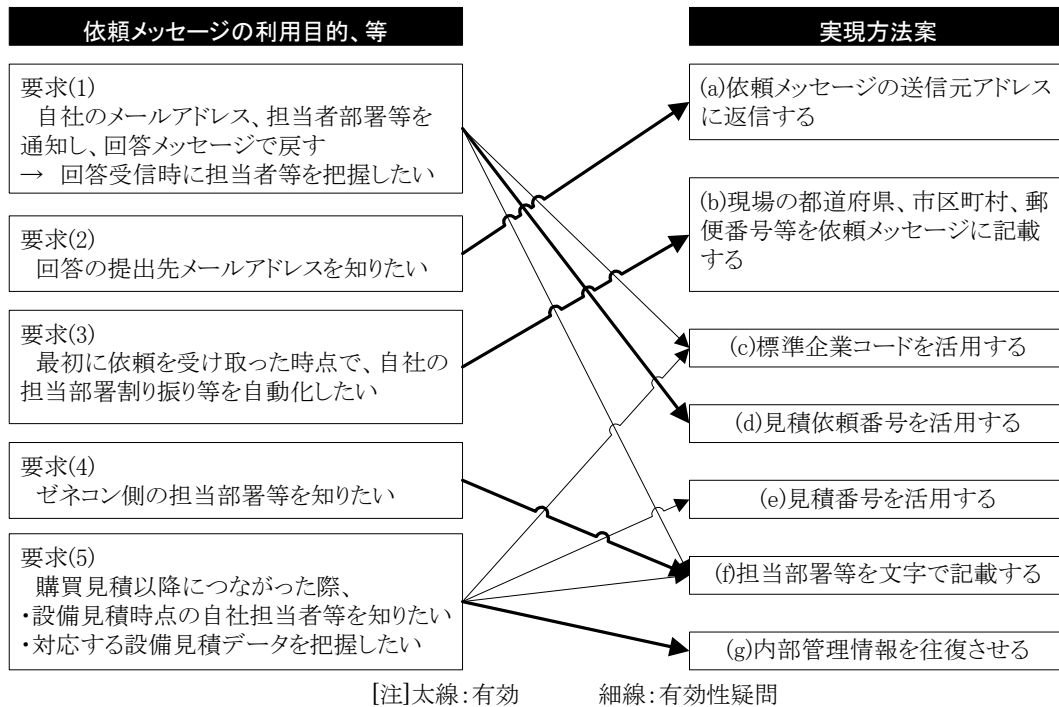 依頼メッセージの利用目的、等
要求(1)
自社のメールアドレス、担当者部署等を
通知し、回答メッセージで戻す
→ 回答受信時に担当者等を把握したい
要求(2)
回答の提出先メールアドレスを知りたい
要求(3)
最初に依頼を受け取った時点で、自社の
担当部署割り振り等を自動化したい
要求(4)
ゼネコン側の担当部署等を知りたい
要求(5)
購買見積以降につながった際、
・設備見積時点の自社担当者等を知りたい
・対応する設備見積データを把握したい
実現方法案
(a)依頼メッセージの送信元アドレス
に返信する
(b)現場の都道府県、市区町村、郵
便番号等を依頼メッセージに記載
する
(c)標準企業コードを活用する
(d)見積依頼番号を活用する
(e)見積番号を活用する
(f)担当部署等を文字で記載する
(g)内部管理情報を往復させる
[注]太線:有効 細線:有効性疑問